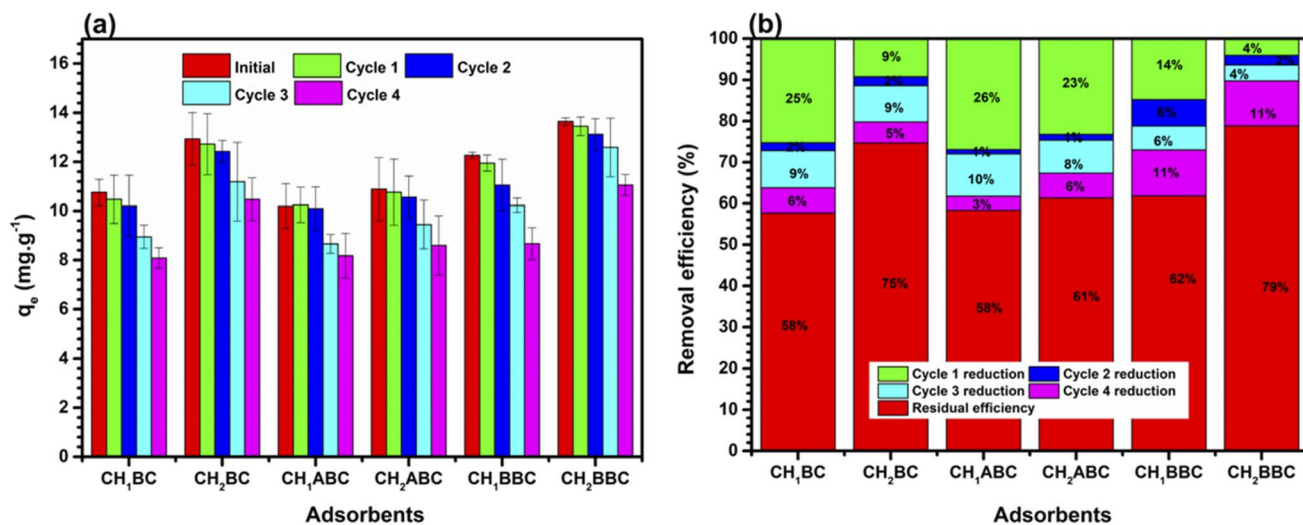 (a)
Initial Cycle 1 Cycle 2
Cycle 3 Cycle 4
16
14
12
10
8
6
4
2
0
qₑ (mg.g⁻¹)
CH₁BC CH₂BC CH₁ABC CH₂ABC CH₁BBC CH₂BBC
Adsorbents
(b)
100
90
80
70
60
50
40
30
20
10
0
Removal efficiency (%)
25% 9% 26% 23% 14% 4%
2% 2% 1% 1% 6% 2%
9% 9% 10% 8% 6% 4%
6% 5% 3% 6% 11% 11%
58% 75% 58% 61% 62% 79%
Cycle 1 reduction Cycle 2 reduction
Cycle 3 reduction Cycle 4 reduction
Residual efficiency
CH₁BC CH₂BC CH₁ABC CH₂ABC CH₁BBC CH₂BBC
Adsorbents